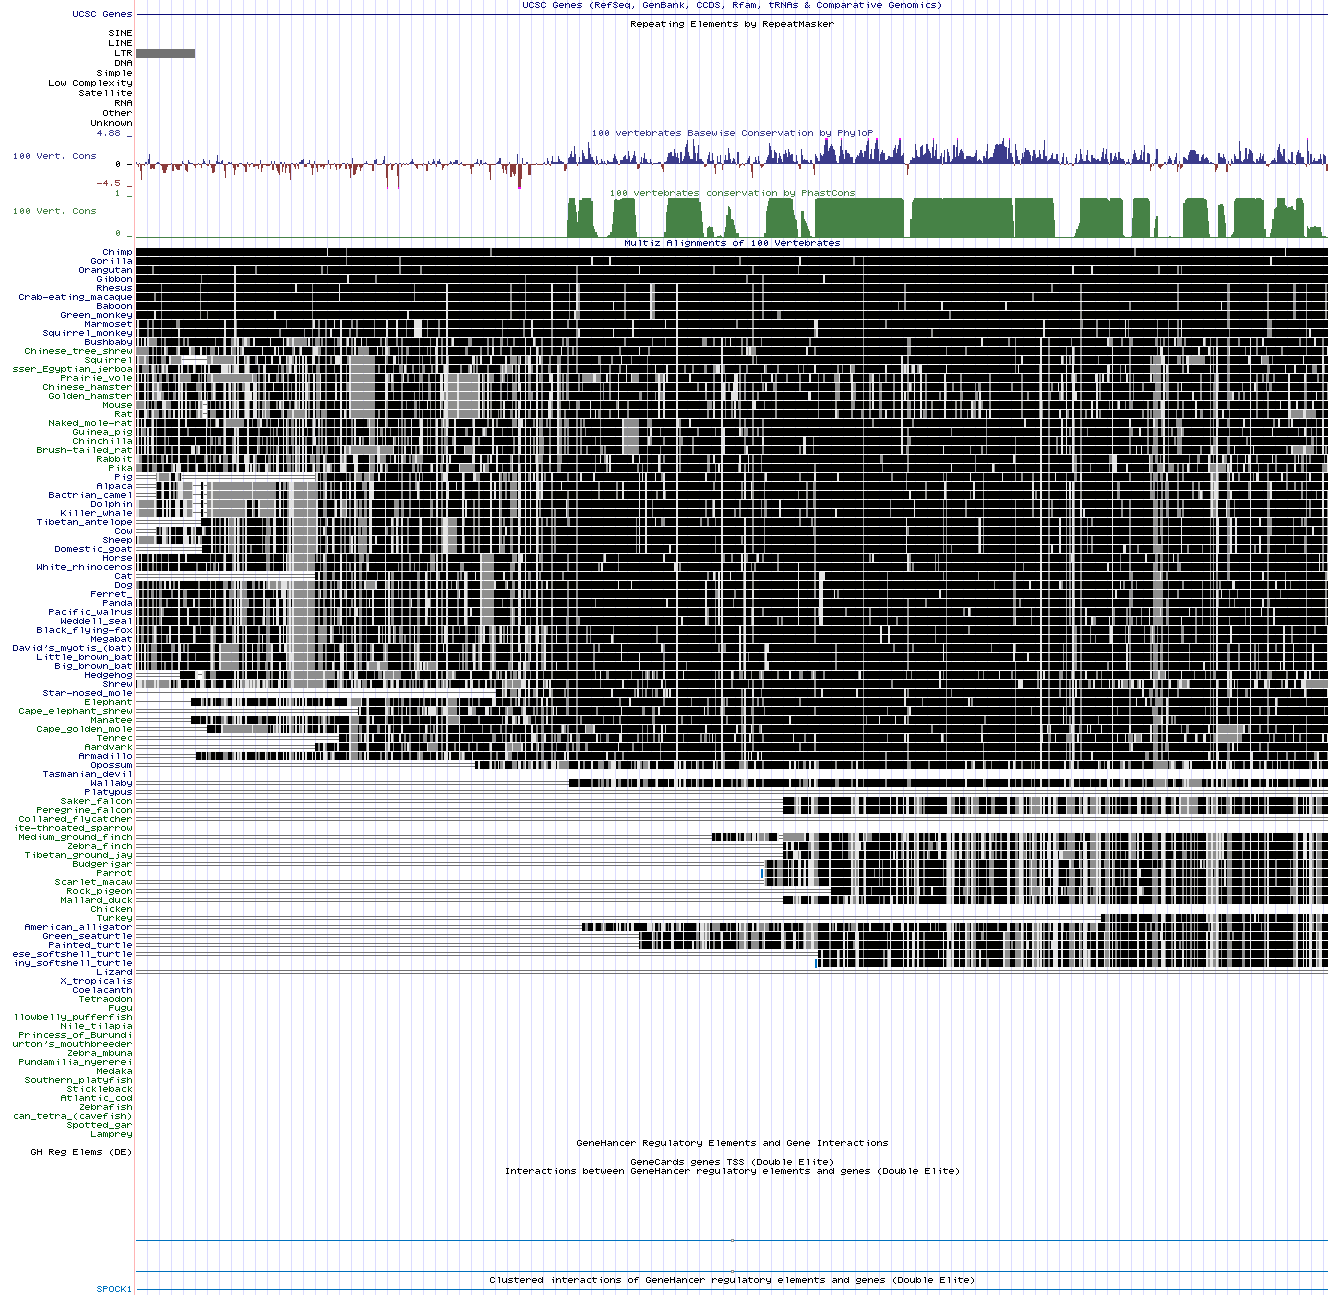 UCSC Genes (RefSeq, GenBank, CCDS, Rfam, tRNAs & Comparative Genomics)
UCSC Genes
Repeating Elements by RepeatMasker
SINE
LINE
LTR
DNA
Simple
Low Complexity
Satellite
RNA
Other
Unknown
4.88 _
100 vertebrates Basewise Conservation by PhyloP
100 Vert. Cons
0 _
-4.5 _
100 vertebrates conservation by PhastCons
1 _
100 Vert. Cons
0 _
Multiz Alignments of 100 Vertebrates
Chimp
Gorilla
Orangutan
Gibbon
Rhesus
Crab-eating_macaque
Baboon
Green_monkey
Marmoset
Squirrel_monkey
Bushbaby
Chinese_tree_shrew
Squirrel
sser_Egyptian_jerboa
Prairie_vole
Chinese_hamster
Golden_hamster
Mouse
Rat
Naked_mole-rat
Guinea_pig
Chinchilla
Brush-tailed_rat
Rabbit
Pika
Pig
Alpaca
Bactrian_camel
Dolphin
Killer_whale
Tibetan_antelope
Cow
Sheep
Domestic_goat
Horse
White_rhinoceros
Cat
Dog
Ferret_
Panda
Pacific_walrus
Weddell_seal
Black_flying-fox
Megabat
David's_myotis_(bat)
Little_brown_bat
Big_brown_bat
Hedgehog
Shrew
Star-nosed_mole
Elephant
Cape_elephant_shrew
Manatee
Cape_golden_mole
Tenrec
Aardvark
Armadillo
Opossum
Tasmanian_devil
Wallaby
Platypus
Saker_falcon
Peregrine_falcon
Collared_flycatcher
ite-throated_sparrow
Medium_ground_finch
Zebra_finch
Tibetan_ground_jay
Budgerigar
Parrot
Scarlet_macaw
Rock_pigeon
Mallard_duck
Chicken
Turkey
American_alligator
Green_seaturtle
Painted_turtle
ese_softshell_turtle
iny_softshell_turtle
Lizard
X_tropicalis
Coelacanth
Tetraodon
Fugu
llowbelly_pufferfish
Nile_tilapia
Princess_of_Burundi
urton's_mouthbreeder
Zebra_mbuna
Pundamilia_nyererei
Medaka
Southern_platyfish
Stickleback
Atlantic_cod
Zebrafish
can_tetra_(cavefish)
Spotted_gar
Lamprey
GeneHancer Regulatory Elements and Gene Interactions
GH Reg Elems (DE)
GeneCards genes TSS (Double Elite)
Interactions between GeneHancer regulatory elements and genes (Double Elite)
Clustered interactions of GeneHancer regulatory elements and genes (Double Elite)
SPOCK1